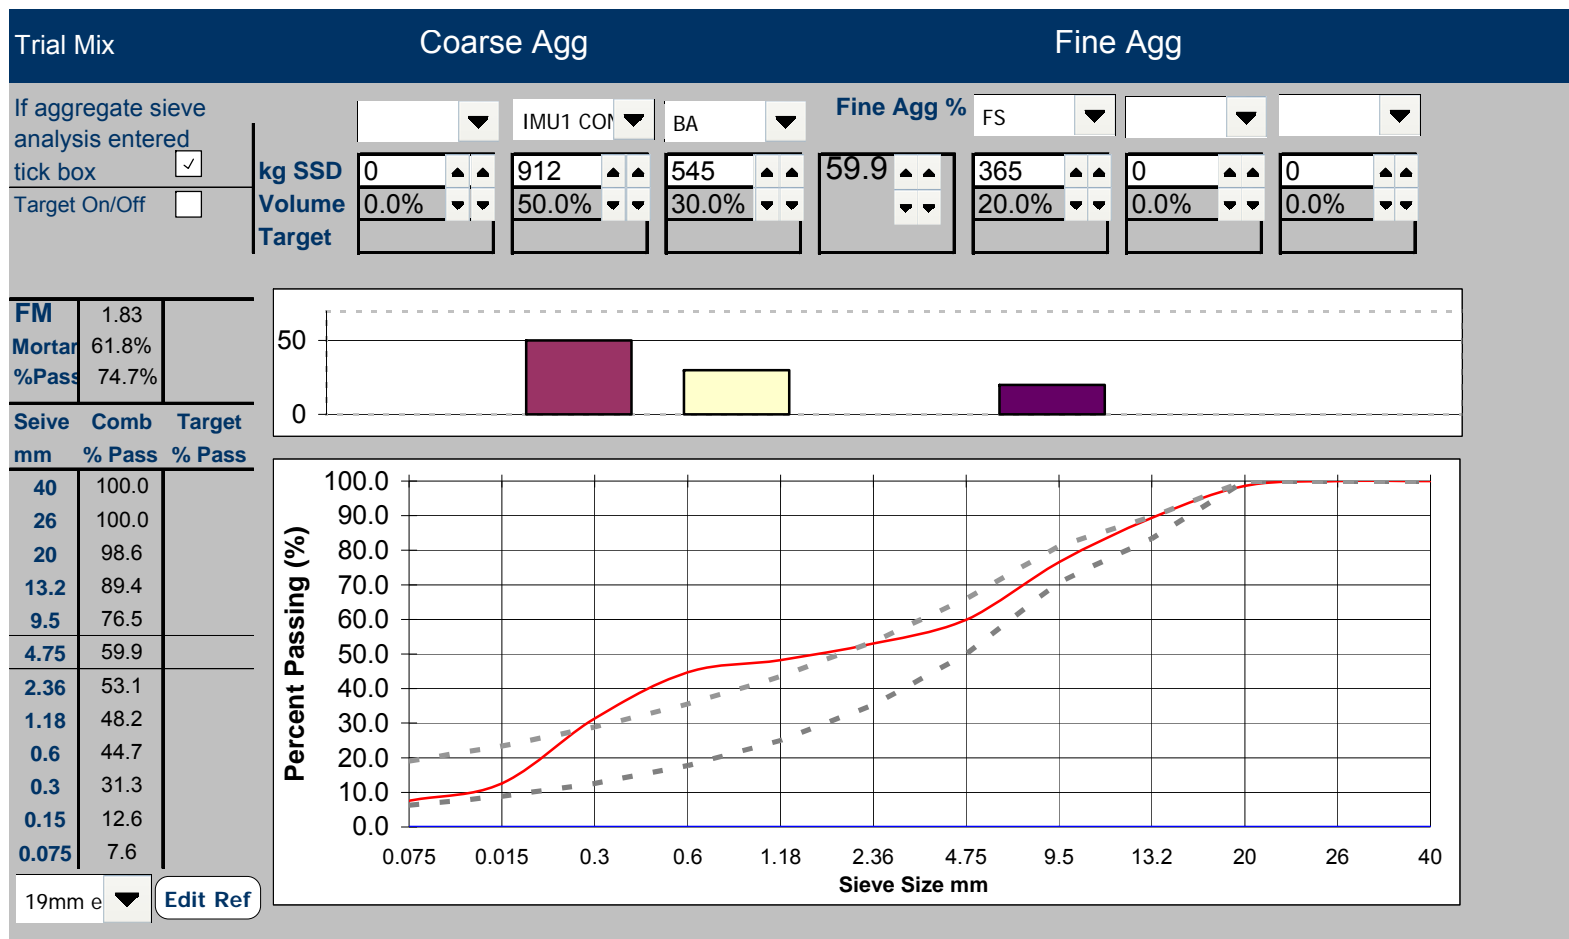 Trial Mix Coarse Agg Fine Agg
If aggregate sieve
analysis entered
tick box
Target On/Off
IMU1 CON BA Fine Agg % FS
kg SSD 0 912 545 59.9 365 0 0
Volume 0.0% 50.0% 30.0% 20.0% 0.0% 0.0%
Target
FM 1.83
Mortar 61.8%
%Pass 74.7%
Seive Comb Target
mm % Pass % Pass
40 100.0
26 100.0
20 98.6
13.2 89.4
9.5 76.5
4.75 59.9
2.36 53.1
1.18 48.2
0.6 44.7
0.3 31.3
0.15 12.6
0.075 7.6
19mm e Edit Ref
50
0
100.0
90.0
80.0
70.0
60.0
50.0
40.0
30.0
20.0
10.0
0.0
Percent Passing (%)
0.075 0.015 0.3 0.6 1.18 2.36 4.75 9.5 13.2 20 26 40
Sieve Size mm